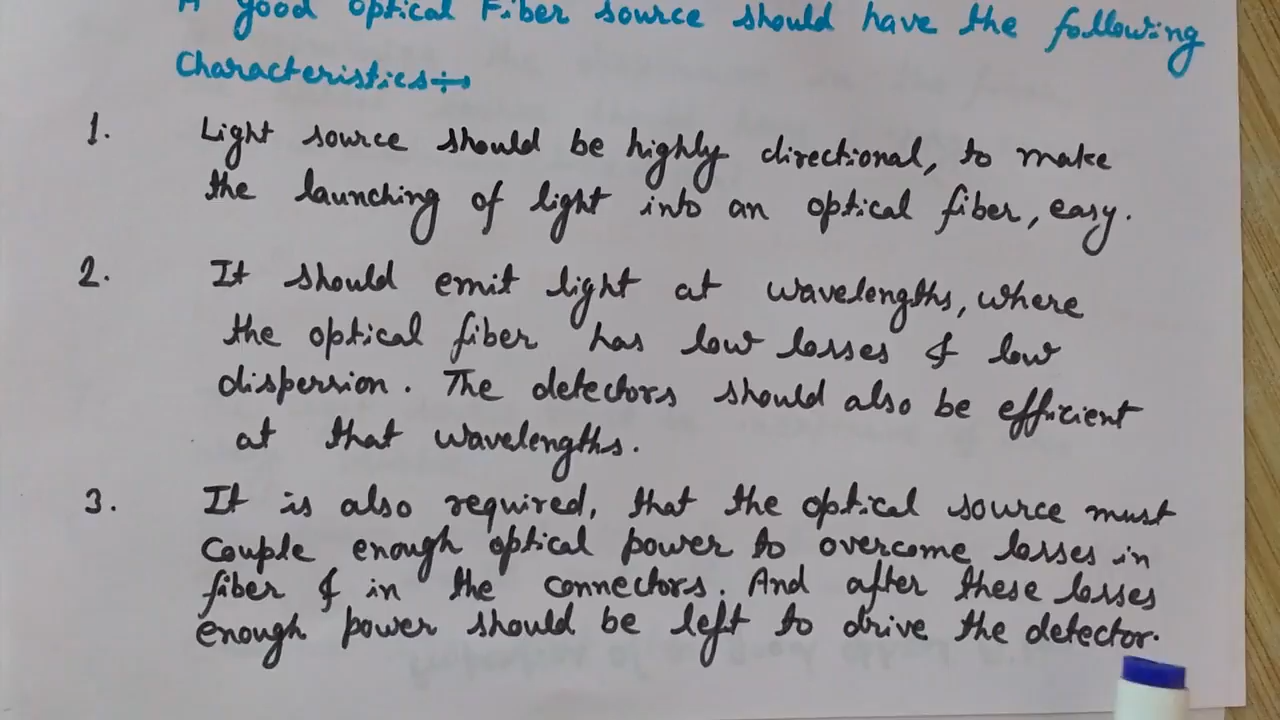 A good Optical Fiber source should have the following
Characteristics÷
1. Light source should be highly directional, to make
the launching of light into an optical fiber, easy.
2. It should emit light at wavelengths, where
the optical fiber has low losses & low
dispersion. The detectors should also be efficient
at that wavelengths.
3. It is also required, that the optical source must
Couple enough optical power to overcome losses in
fiber & in the connectors. And after these losses
enough power should be left to drive the detector.